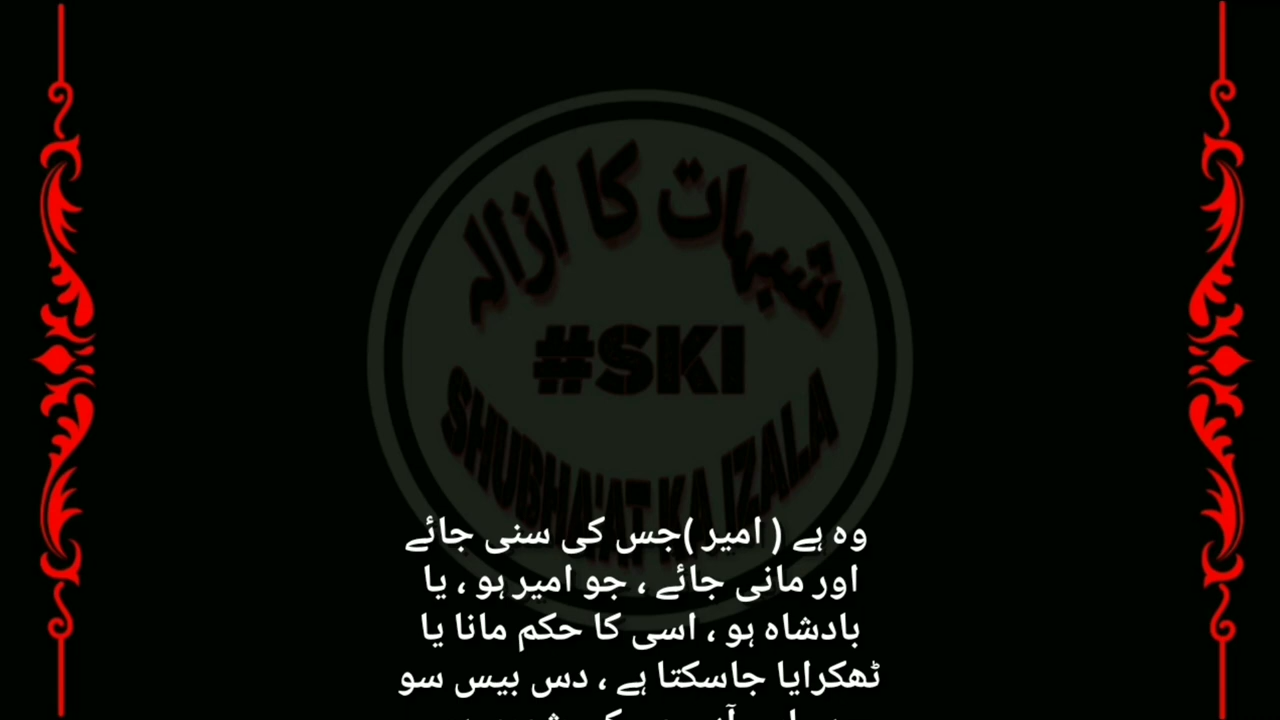 شبہات کا ازالہ
#SKI
SHUBHA'AT KA IZALA
وہ ہے ( امیر )جس کی سنی جائے
اور مانی جائے ، جو امیر ہو ، یا
بادشاہ ہو ، اسی کا حکم مانا یا
ٹھکرایا جاسکتا ہے ، دس بیس سو